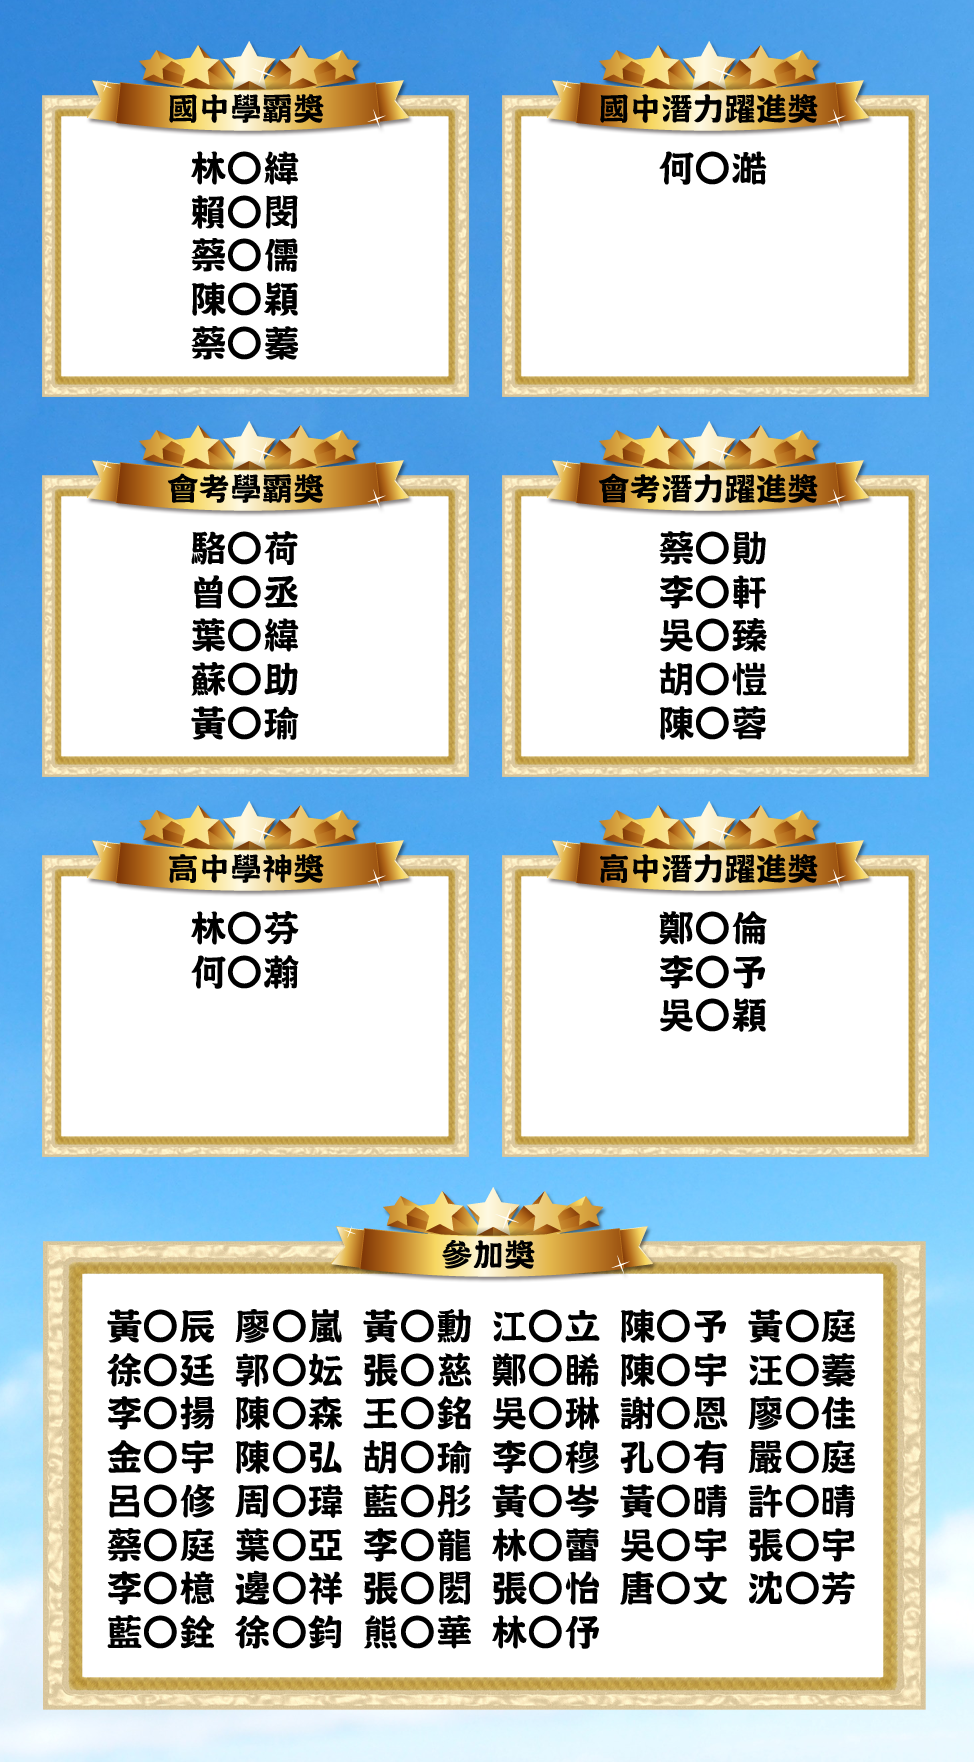 國中學霸獎
林〇緯
賴〇閔
蔡〇儒
陳〇穎
蔡〇蓁
國中潛力躍進獎
何〇澔
會考學霸獎
駱〇荷
曾〇丞
葉〇緯
蘇〇助
黃〇瑜
會考潛力躍進獎
蔡〇勛
李〇軒
吳〇臻
胡〇愷
陳〇蓉
高中學神獎
林〇芬
何〇瀚
高中潛力躍進獎
鄭〇倫
李〇予
吳〇穎
參加獎
黃〇辰 廖〇嵐 黃〇勳 江〇立 陳〇予 黃〇庭
徐〇廷 郭〇妘 張〇慈 鄭〇晞 陳〇宇 汪〇蓁
李〇揚 陳〇森 王〇銘 吳〇琳 謝〇恩 廖〇佳
金〇宇 陳〇弘 胡〇瑜 李〇穆 孔〇有 嚴〇庭
呂〇修 周〇瑋 藍〇彤 黃〇岑 黃〇晴 許〇晴
蔡〇庭 葉〇亞 李〇龍 林〇蕾 吳〇宇 張〇宇
李〇檍 邊〇祥 張〇閎 張〇怡 唐〇文 沈〇芳
藍〇銓 徐〇鈞 熊〇華 林〇伃